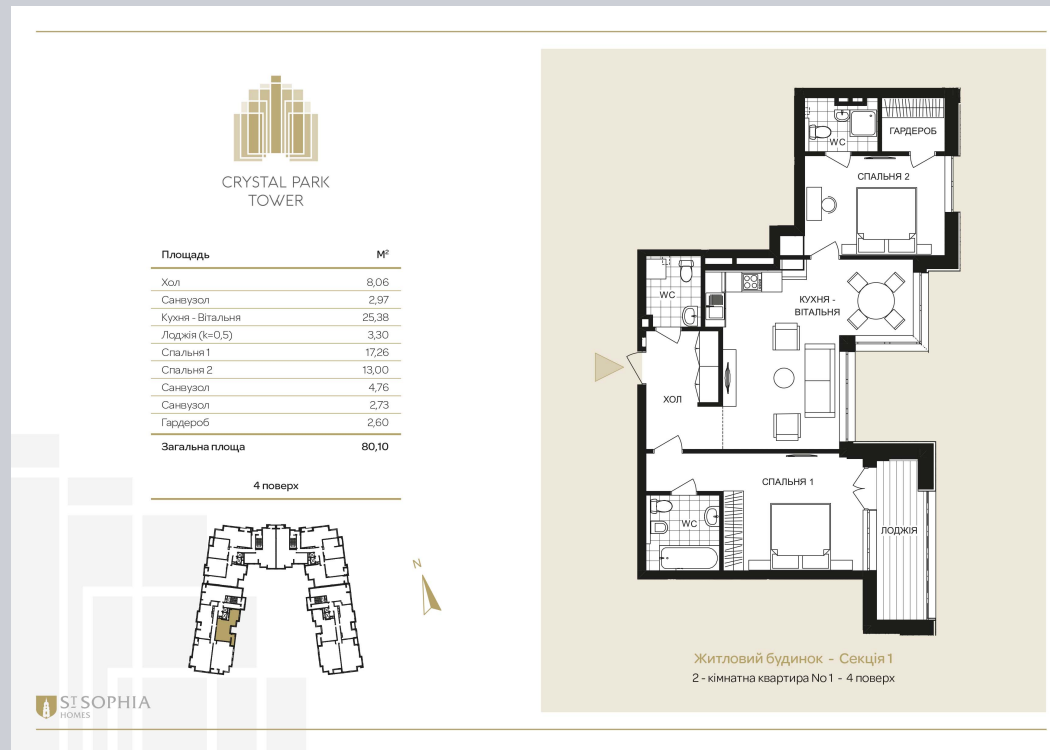 CRYSTAL PARK
TOWER
Площадь M²
Хол 8,06
Санвузол 2,97
Кухня - Вітальня 25,38
Лоджія (k=0,5) 3,30
Спальня 1 17,26
Спальня 2 13,00
Санвузол 4,76
Санвузол 2,73
Гардероб 2,60
Загальна площа 80,10
4 поверх
N
ST SOPHIA
HOMES
WC
ГАРДЕРОБ
СПАЛЬНЯ 2
WC
КУХНЯ -
ВІТАЛЬНЯ
ХОЛ
СПАЛЬНЯ 1
WC
ЛОДЖІЯ
Житловий будинок - Секція 1
2 - кімнатна квартира No 1 - 4 поверх